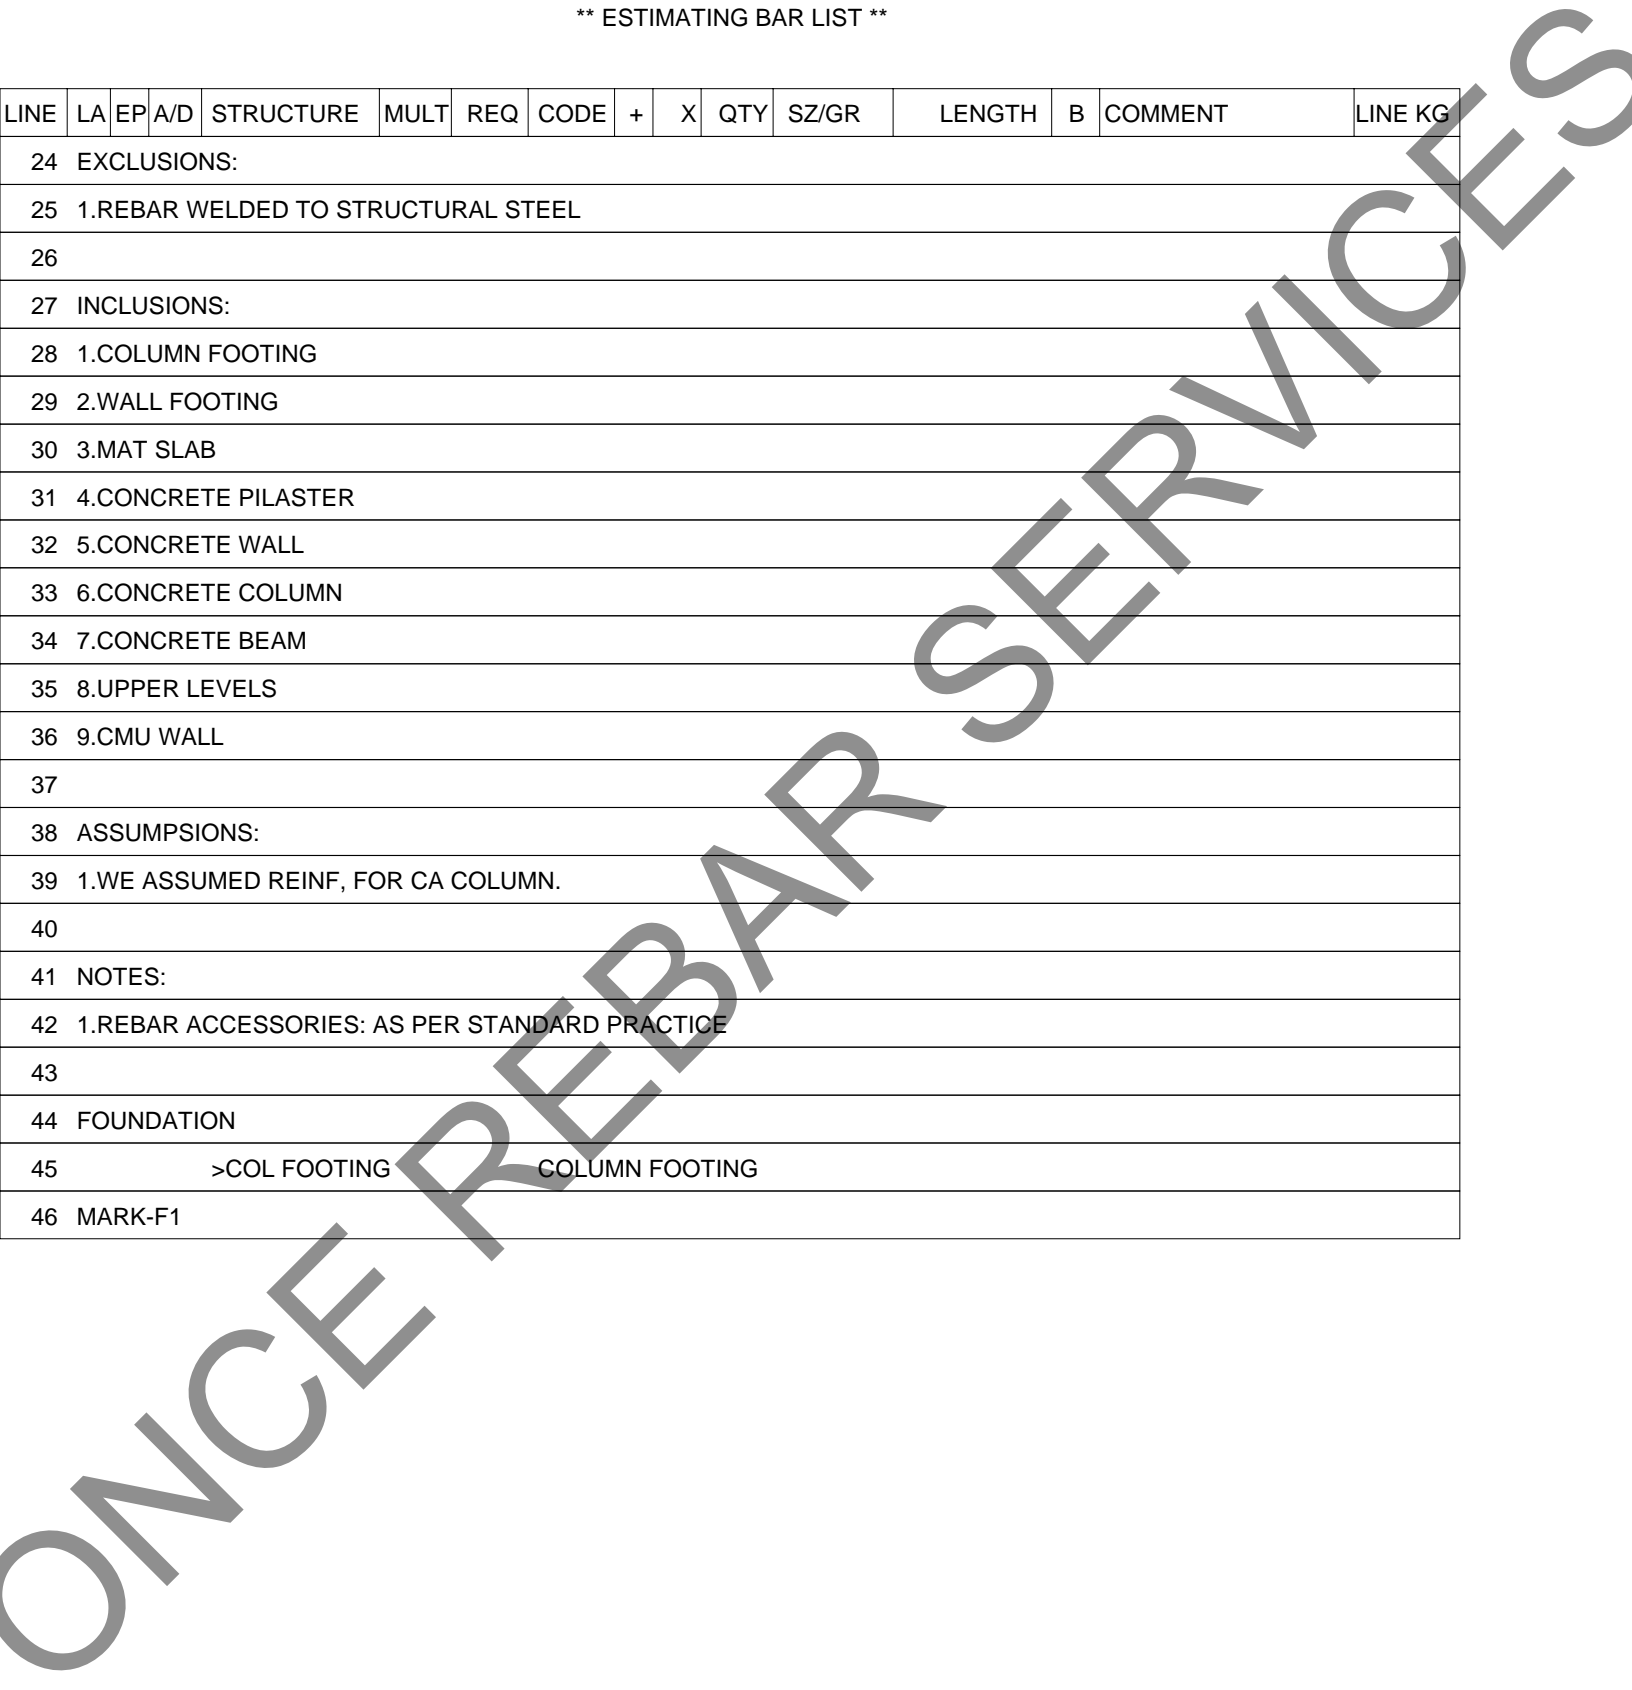 ** ESTIMATING BAR LIST **
LINE LA EP A/D STRUCTURE MULT REQ CODE + X QTY SZ/GR LENGTH B COMMENT LINE KG
24 EXCLUSIONS:
25 1.REBAR WELDED TO STRUCTURAL STEEL
26
27 INCLUSIONS:
28 1.COLUMN FOOTING
29 2.WALL FOOTING
30 3.MAT SLAB
31 4.CONCRETE PILASTER
32 5.CONCRETE WALL
33 6.CONCRETE COLUMN
34 7.CONCRETE BEAM
35 8.UPPER LEVELS
36 9.CMU WALL
37
38 ASSUMPSIONS:
39 1.WE ASSUMED REINF, FOR CA COLUMN.
40
41 NOTES:
42 1.REBAR ACCESSORIES: AS PER STANDARD PRACTICE
43
44 FOUNDATION
45 >COL FOOTING COLUMN FOOTING
46 MARK-F1
ONCE REBAR SERVICES